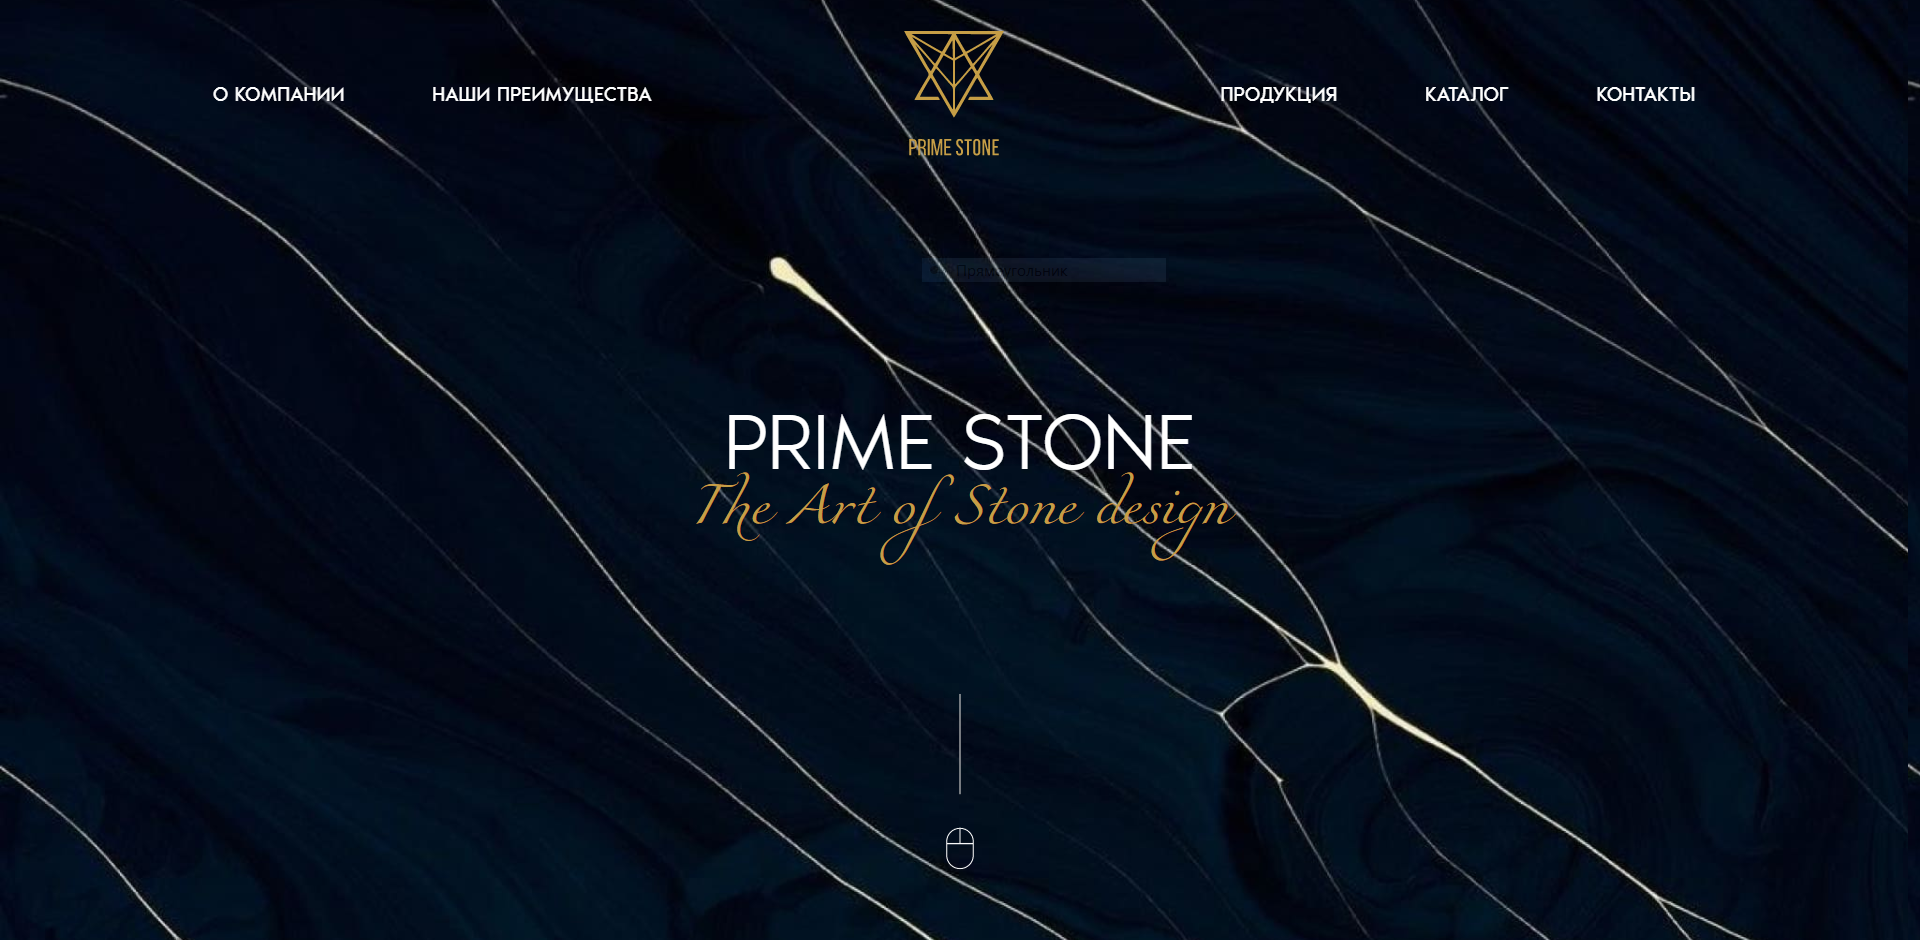 О КОМПАНИИ
НАШИ ПРЕИМУЩЕСТВА
PRIME STONE
ПРОДУКЦИЯ
КАТАЛОГ
КОНТАКТЫ
Прямоугольник
PRIME STONE
The Art of Stone design